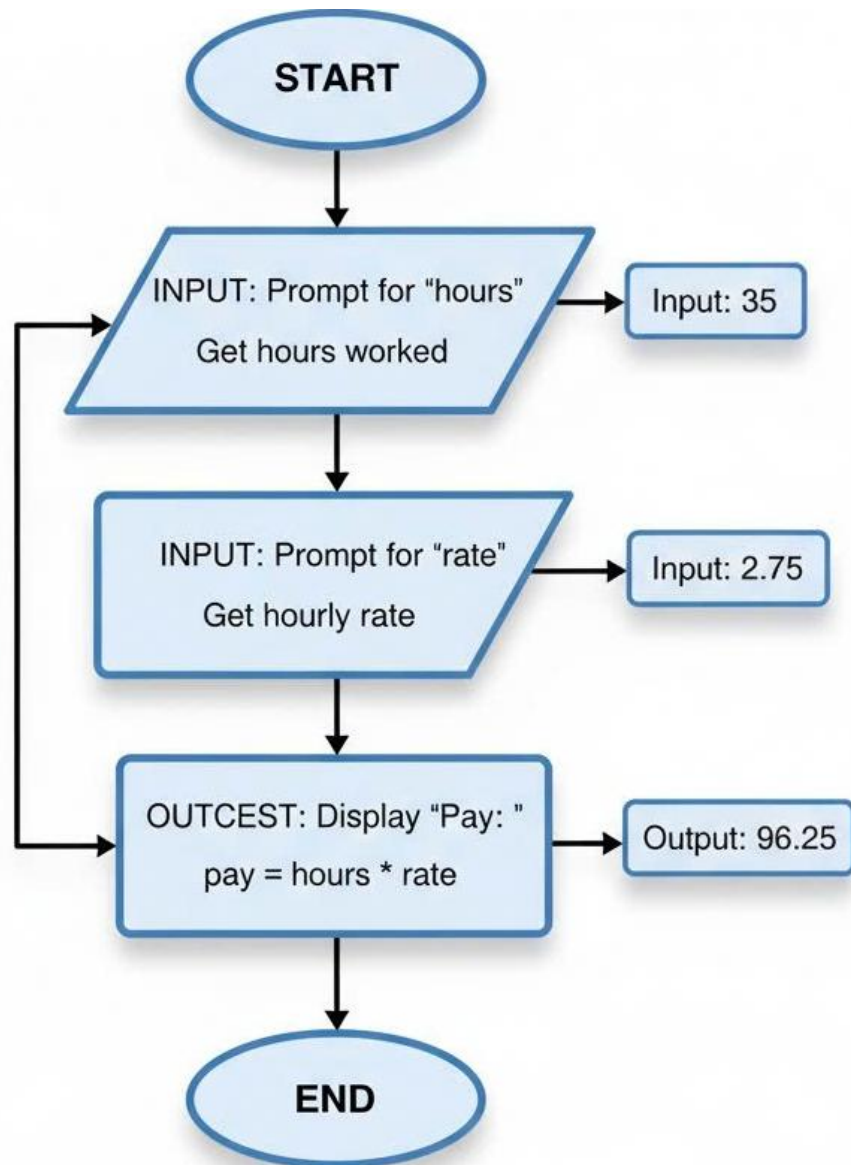 START
INPUT: Prompt for “hours”
Get hours worked
Input: 35
INPUT: Prompt for “rate”
Get hourly rate
Input: 2.75
OUTCEST: Display “Pay: ”
pay = hours * rate
Output: 96.25
END